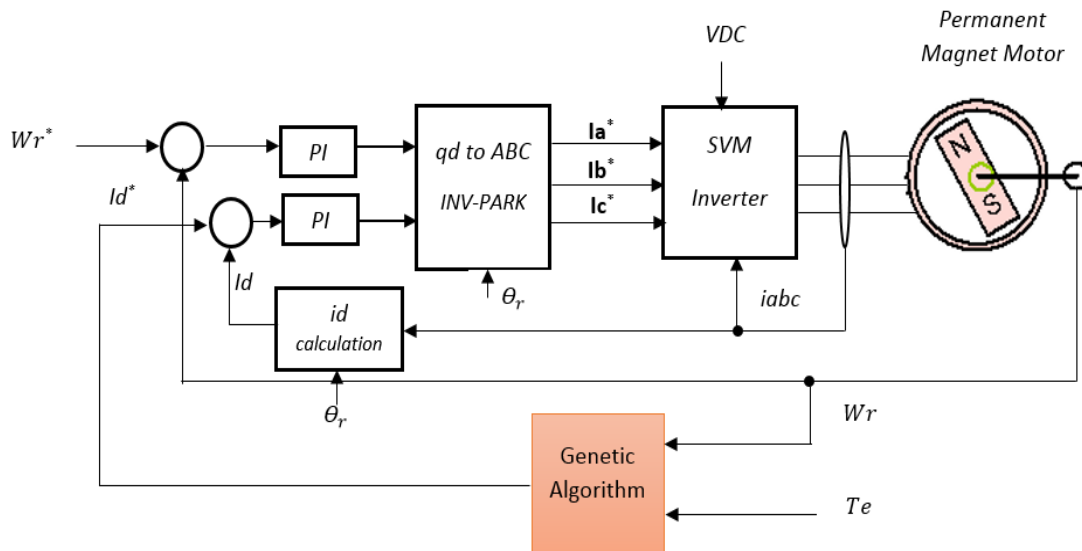 Permanent
Magnet Motor
VDC
Wr*
PI
qd to ABC
INV-PARK
Ia*
Ib*
Ic*
SVM
Inverter
N
S
Id*
PI
Id
id
calculation
θr
iabc
θr
Wr
Genetic
Algorithm
Te